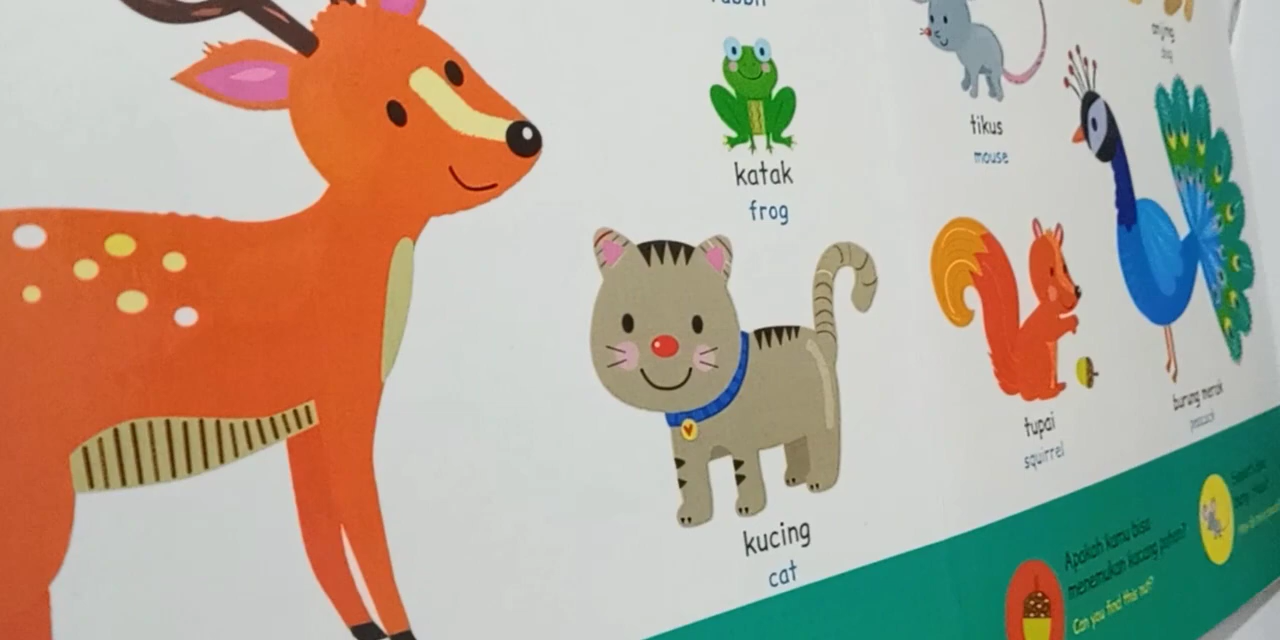 katak
frog
tikus
mouse
kucing
cat
tupai
squirrel
burung merak
peacock
Apakah kamu bisa
menemukan kacang pohon?
Can you find this nut?